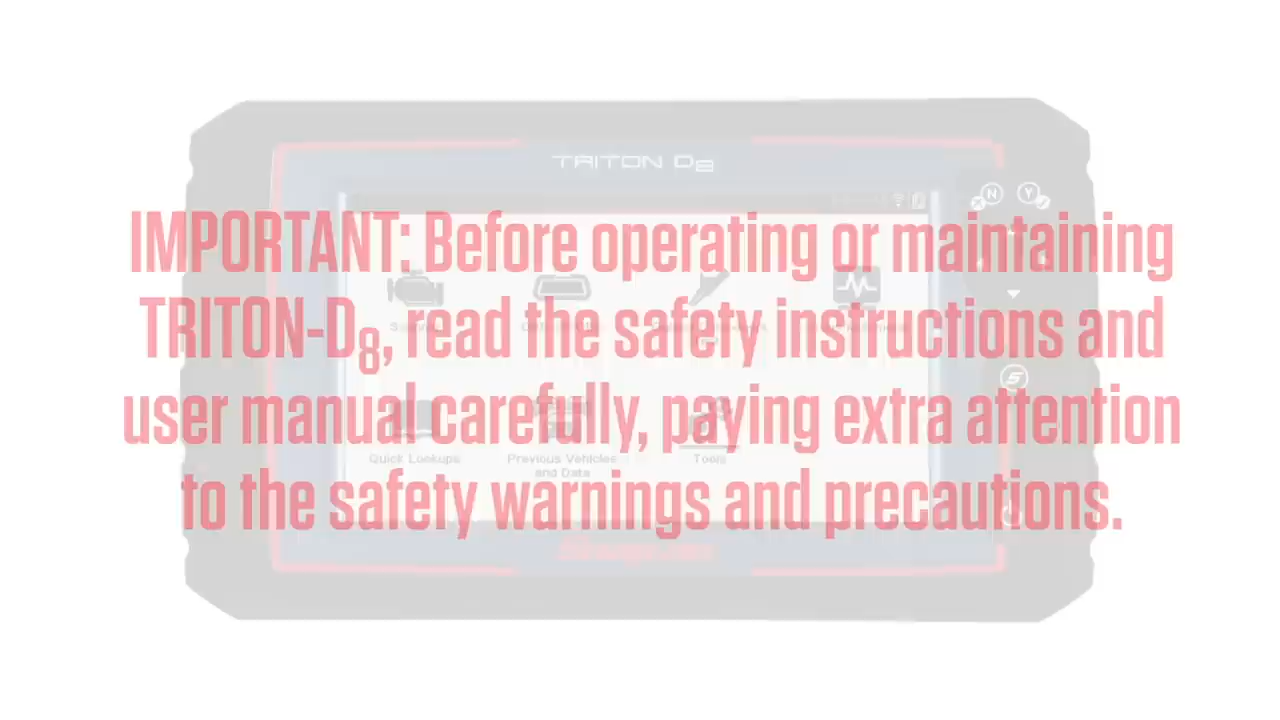 TRITON D8
N Y
IMPORTANT: Before operating or maintaining
TRITON-D8, read the safety instructions and
user manual carefully, paying extra attention
to the safety warnings and precautions.
Quick Lookups
Previous Vehicles
and Data
Tools